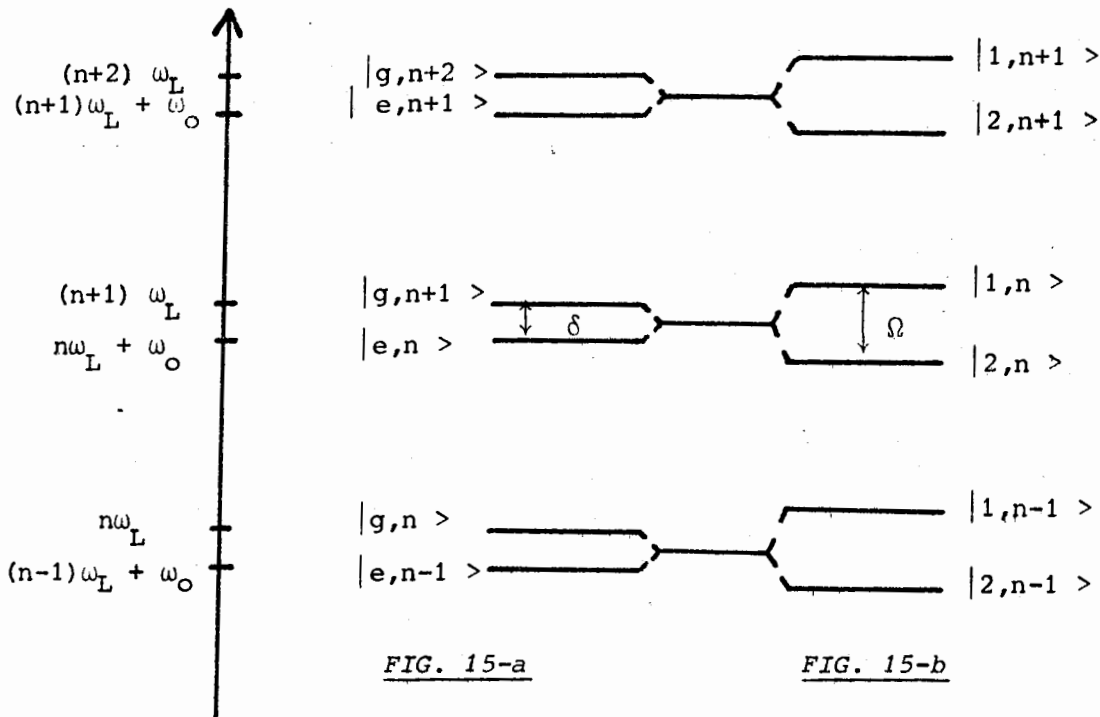 (n+2) ω_L
(n+1)ω_L + ω_o
|g,n+2 >
| e,n+1 >
|1,n+1 >
|2,n+1 >
(n+1) ω_L
nω_L + ω_o
|g,n+1 >
|e,n >
δ
Ω
|1,n >
|2,n >
nω_L
(n-1)ω_L + ω_o
|g,n >
|e,n-1 >
|1,n-1 >
|2,n-1 >
FIG. 15-a
FIG. 15-b